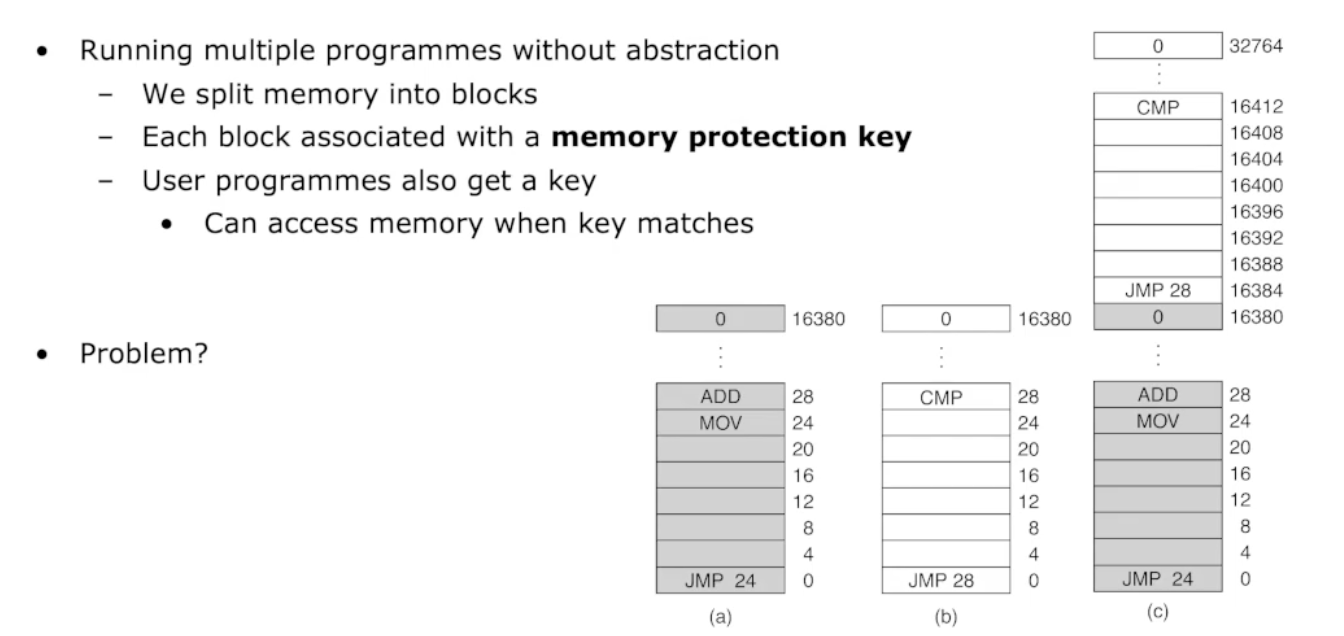 • Running multiple programmes without abstraction
– We split memory into blocks
– Each block associated with a memory protection key
– User programmes also get a key
• Can access memory when key matches
• Problem?
0 16380
⋮
ADD 28
MOV 24
20
16
12
8
4
JMP 24 0
(a)
0 16380
⋮
CMP 28
24
20
16
12
8
4
JMP 28 0
(b)
0 32764
⋮
CMP 16412
16408
16404
16400
16396
16392
16388
JMP 28 16384
0 16380
⋮
ADD 28
MOV 24
20
16
12
8
4
JMP 24 0
(c)